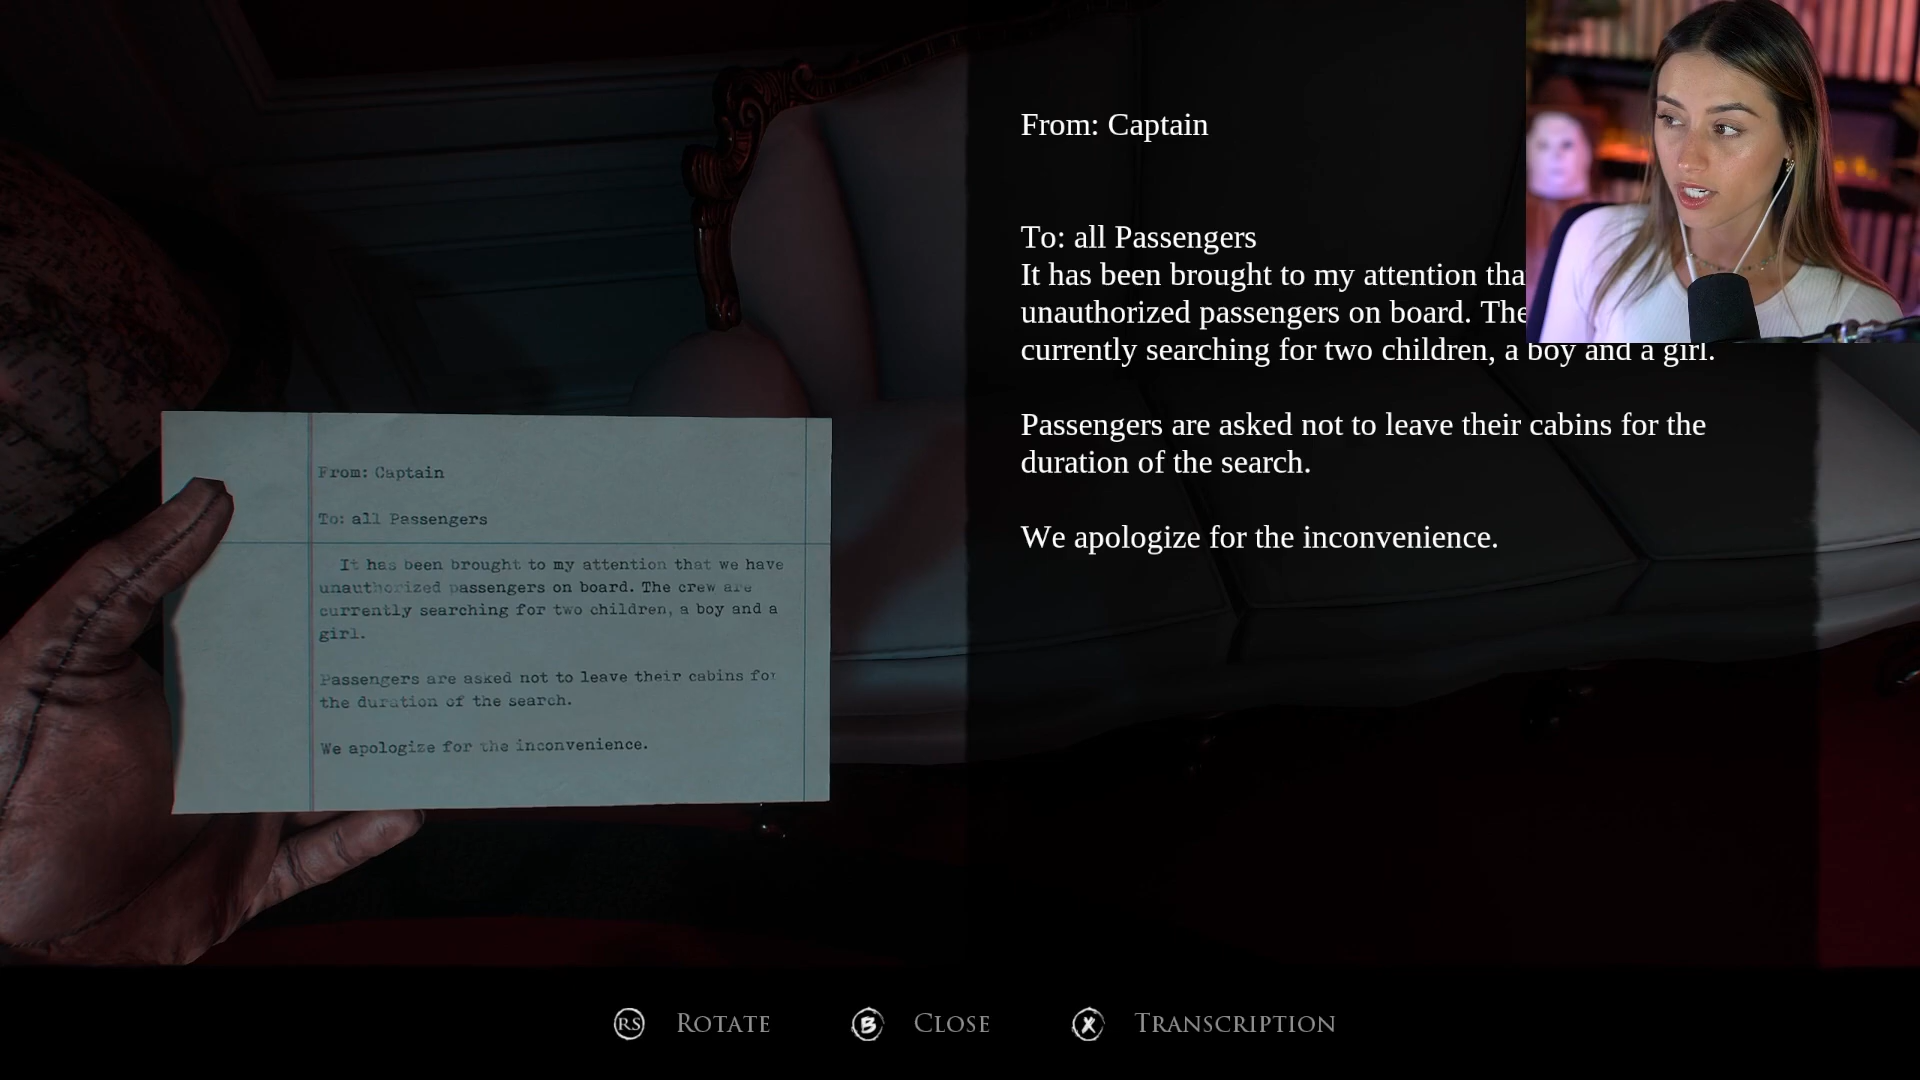 From: Captain
To: all Passengers
It has been brought to my attention that we have
unauthorized passengers on board. The crew are
currently searching for two children, a boy and a
girl.
Passengers are asked not to leave their cabins for
the duration of the search.
We apologize for the inconvenience.
From: Captain
To: all Passengers
It has been brought to my attention
unauthorized passengers on board. The
currently searching for two children, a boy and a girl.
Passengers are asked not to leave their cabins for the
duration of the search.
We apologize for the inconvenience.
RS ROTATE B CLOSE X TRANSCRIPTION